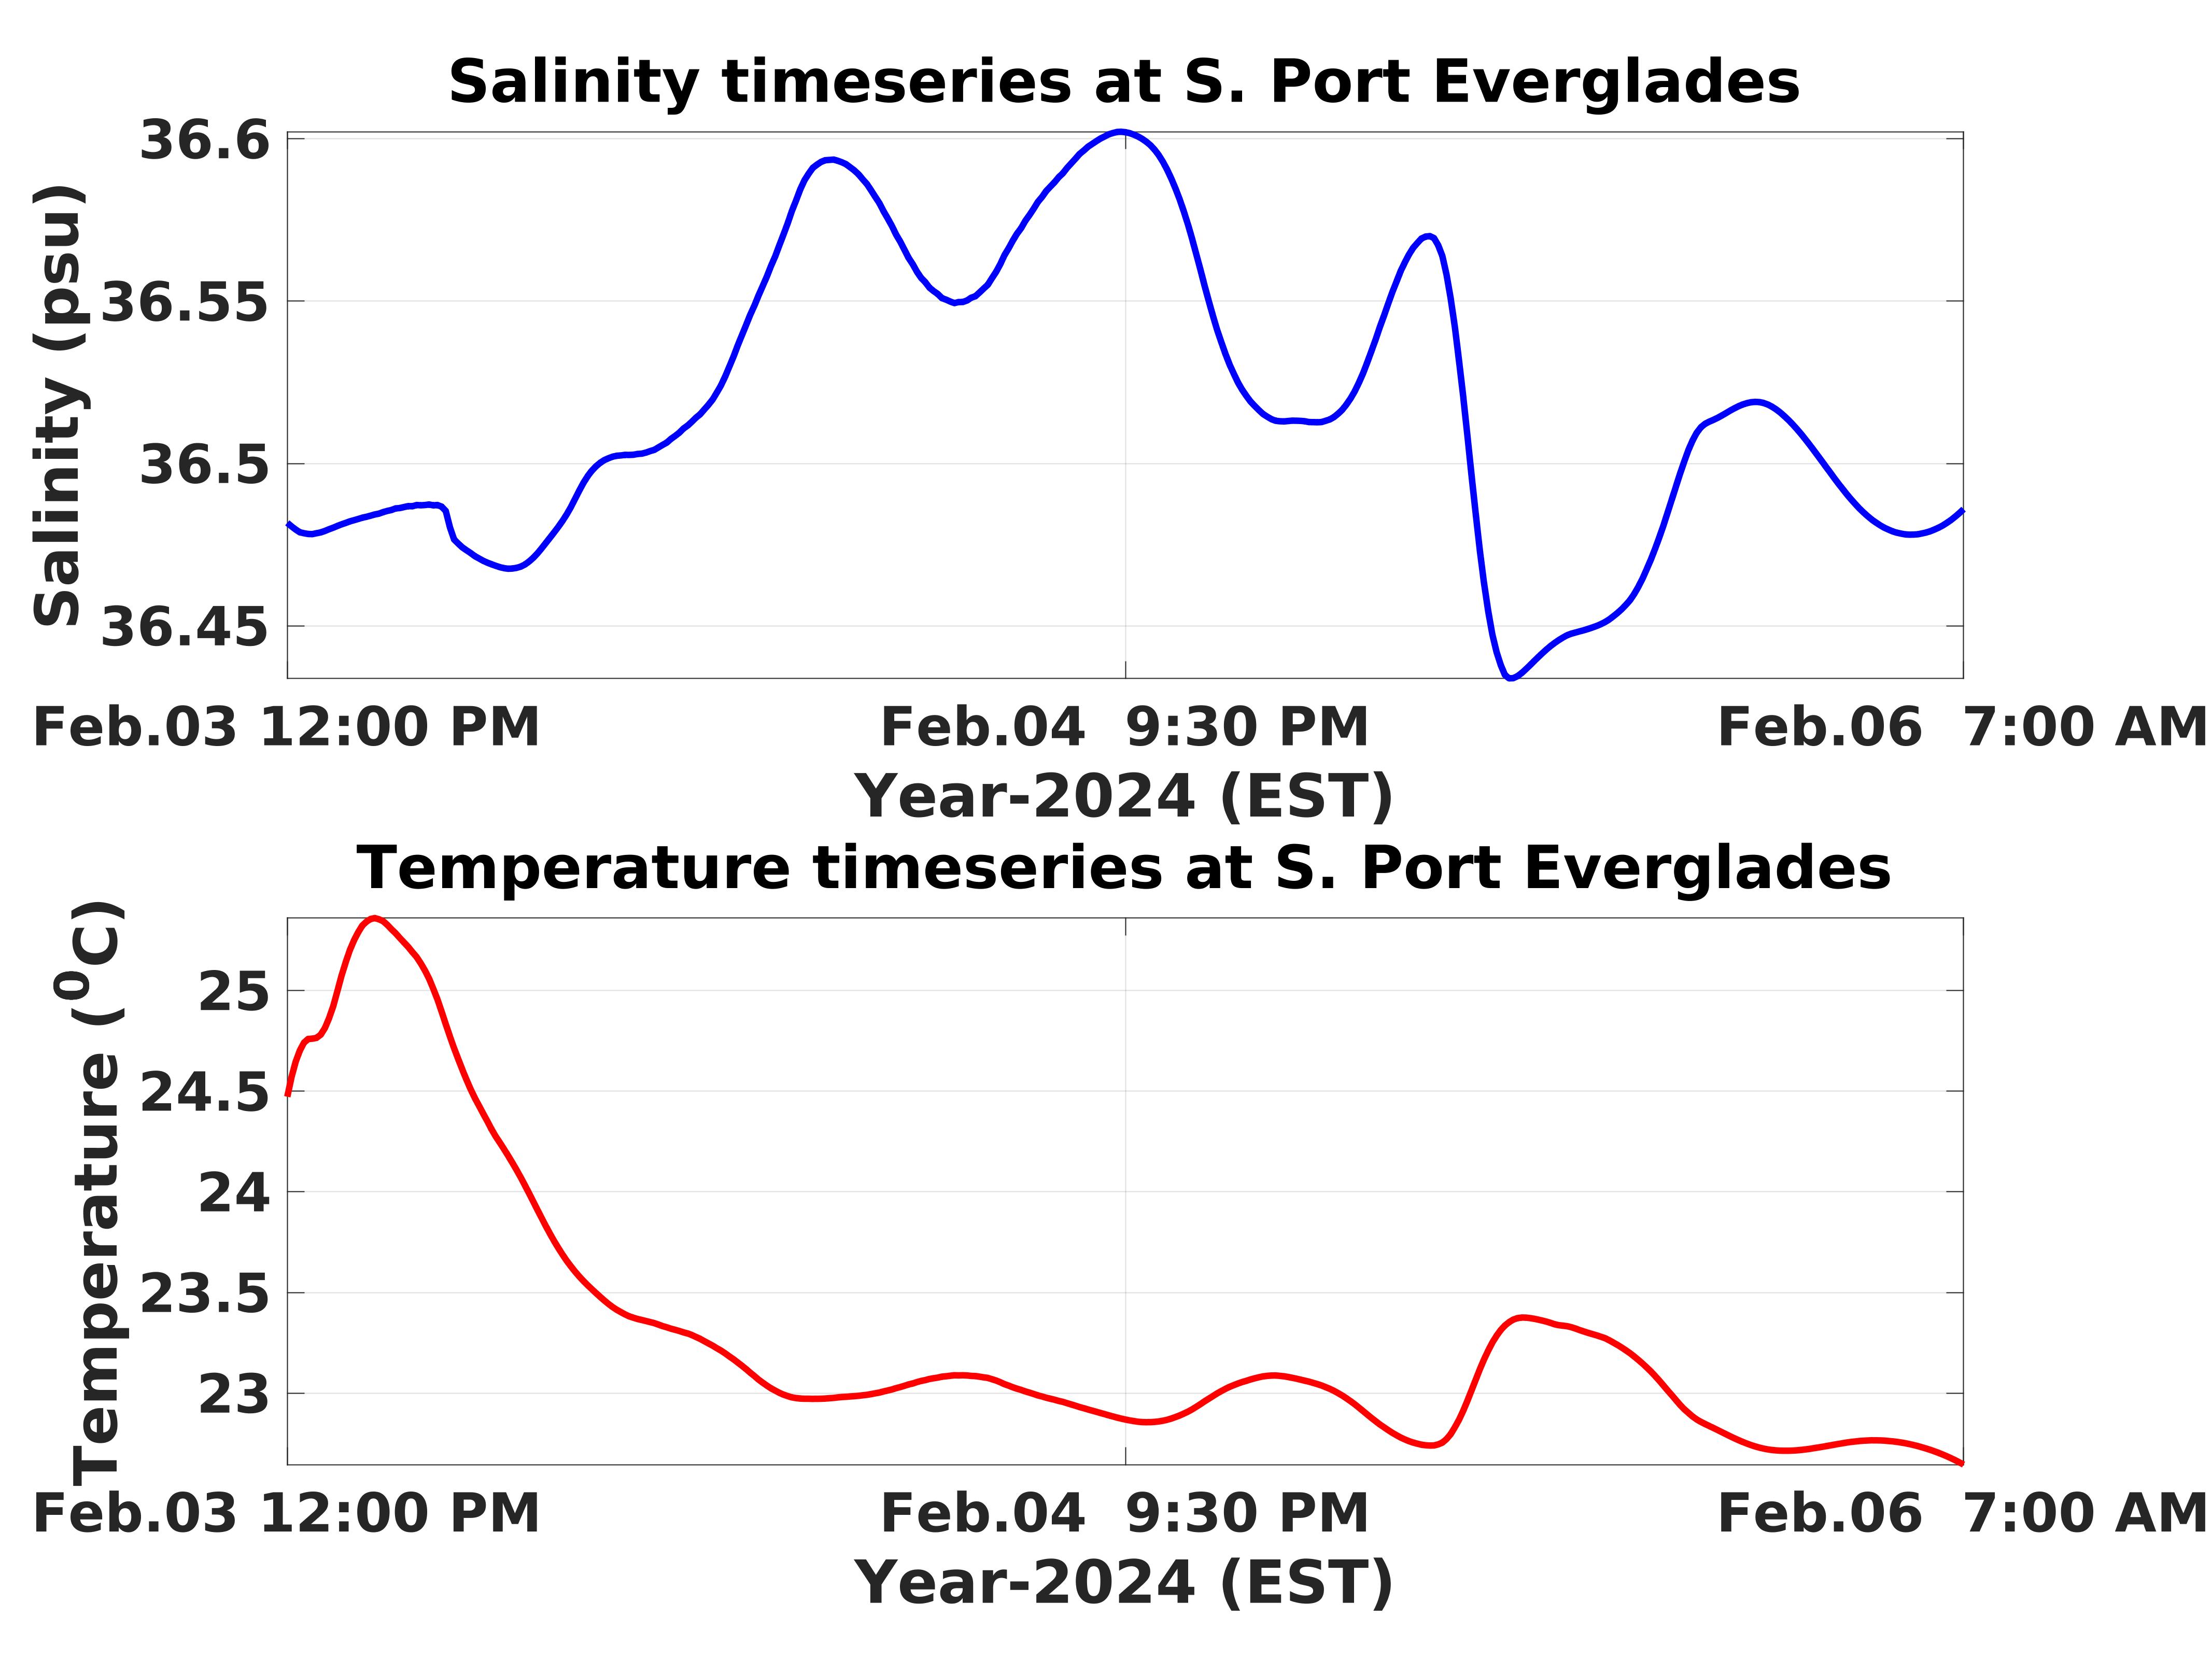 Salinity timeseries at S. Port Everglades
36.6
36.55
36.5
36.45
Salinity (psu)
Feb.03 12:00 PM
Feb.04 9:30 PM
Feb.06 7:00 AM
Year-2024 (EST)
Temperature timeseries at S. Port Everglades
25
24.5
24
23.5
23
Temperature (⁰C)
Feb.03 12:00 PM
Feb.04 9:30 PM
Feb.06 7:00 AM
Year-2024 (EST)